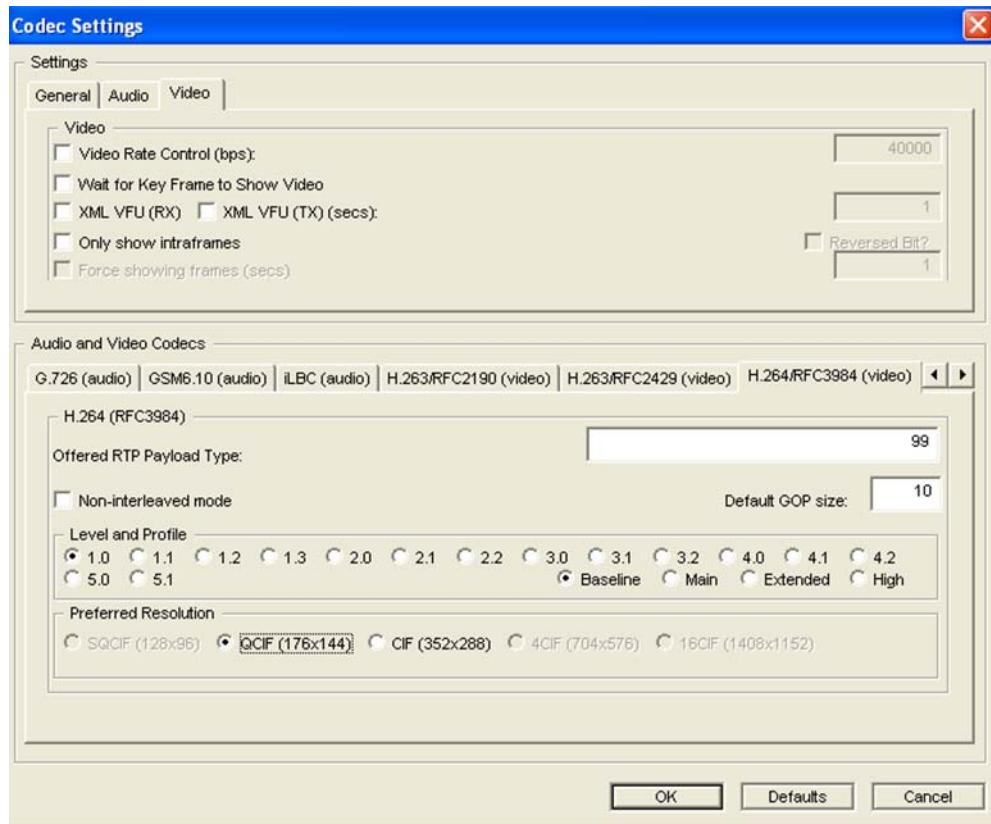 Codec Settings
Settings
General Audio Video
Video
Video Rate Control (bps): 40000
Wait for Key Frame to Show Video
XML VFU (RX) XML VFU (TX) (secs): 1
Only show intraframes Reversed Bit?
Force showing frames (secs) 1
Audio and Video Codecs
G.726 (audio) GSM6.10 (audio) iLBC (audio) H.263/RFC2190 (video) H.263/RFC2429 (video) H.264/RFC3984 (video)
H.264 (RFC3984)
Offered RTP Payload Type: 99
Non-interleaved mode Default GOP size: 10
Level and Profile
1.0 1.1 1.2 1.3 2.0 2.1 2.2 3.0 3.1 3.2 4.0 4.1 4.2
5.0 5.1 Baseline Main Extended High
Preferred Resolution
SQCIF (128x96) QCIF (176x144) CIF (352x288) 4CIF (704x576) 16CIF (1408x1152)
OK Defaults Cancel